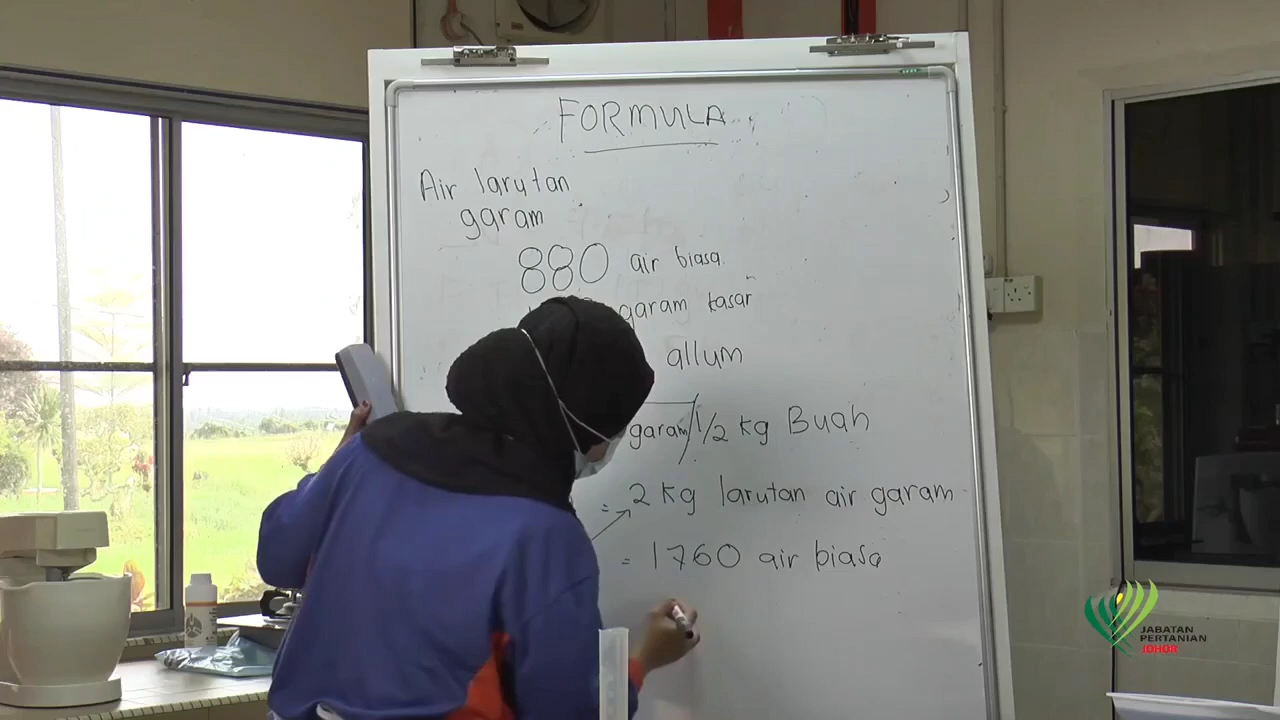 FORMULA
Air larutan
garam
880 air biasa
garam kasar
allum
garam/1/2 kg Buah
= 2 kg larutan air garam
= 1760 air biasa
JABATAN
PERTANIAN
JOHOR